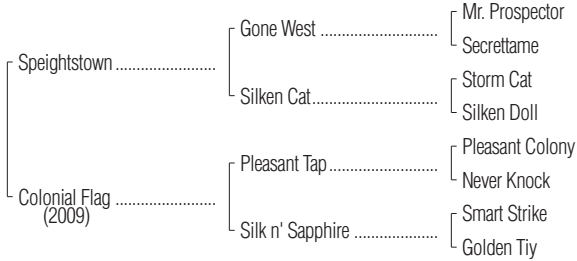 Mr. Prospector
Gone West
Secrettame
Speightstown
Storm Cat
Silken Cat
Silken Doll
Pleasant Colony
Pleasant Tap
Never Knock
Colonial Flag
(2009)
Smart Strike
Silk n' Sapphire
Golden Tiy